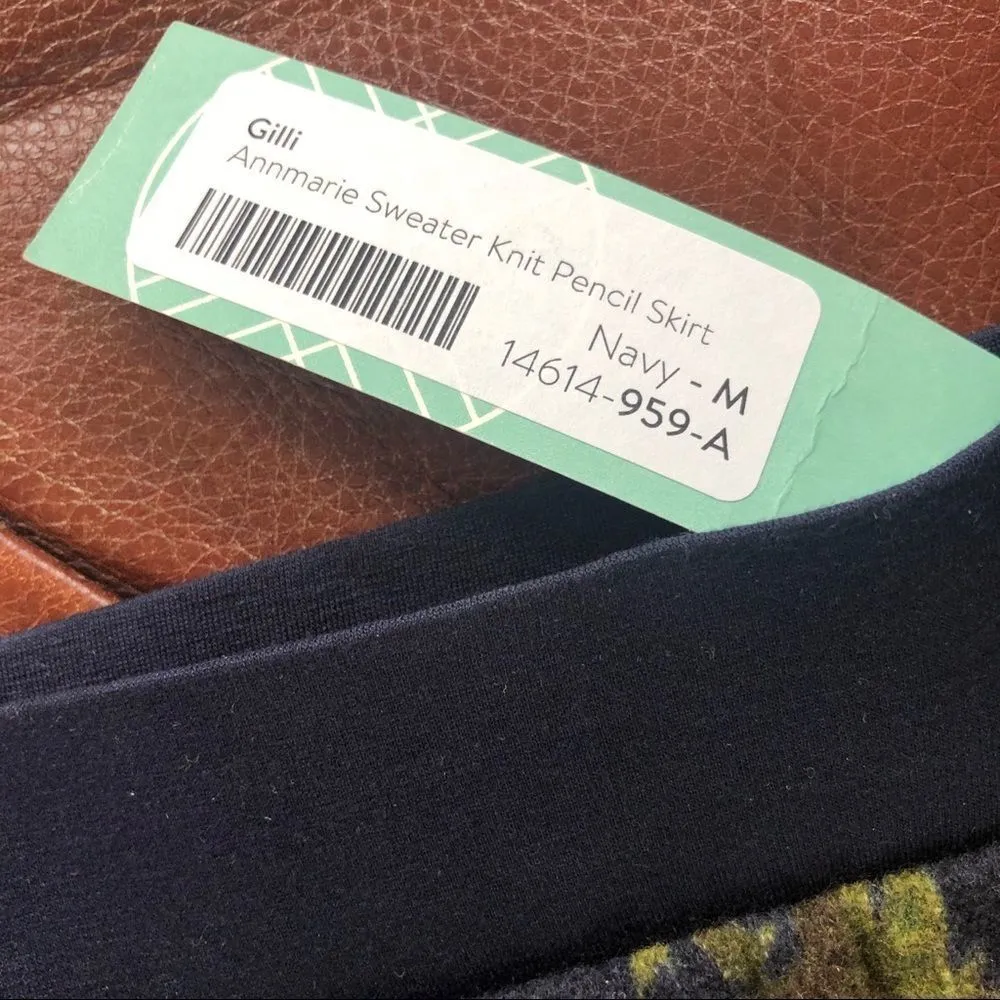 Gilli
Annmarie Sweater Knit Pencil Skirt
Navy - M
14614-959-A